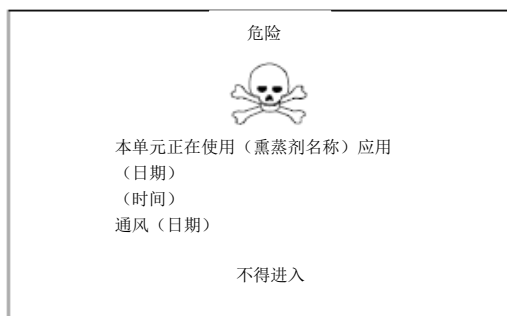 危险
本单元正在使用（熏蒸剂名称）应用
（日期）
（时间）
通风（日期）
不得进入